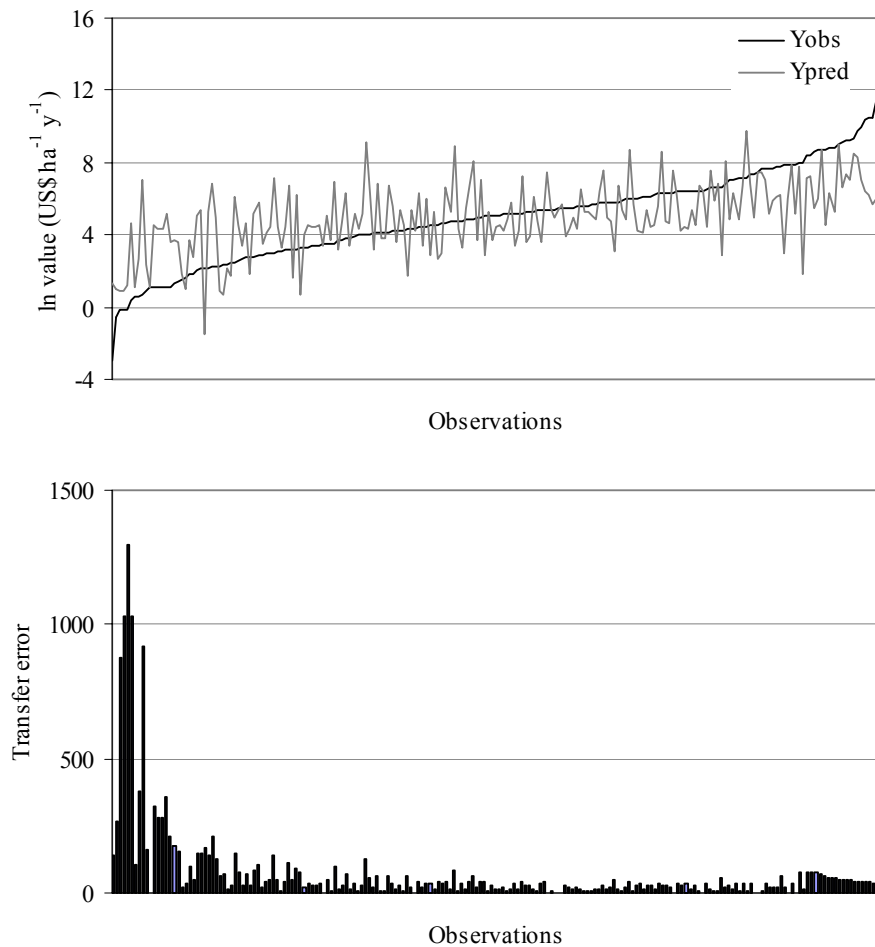 16
12
8
4
0
-4
ln value (US$ ha-1 y-1)
Yobs
Ypred
Observations
1500
1000
500
0
Transfer error
Observations